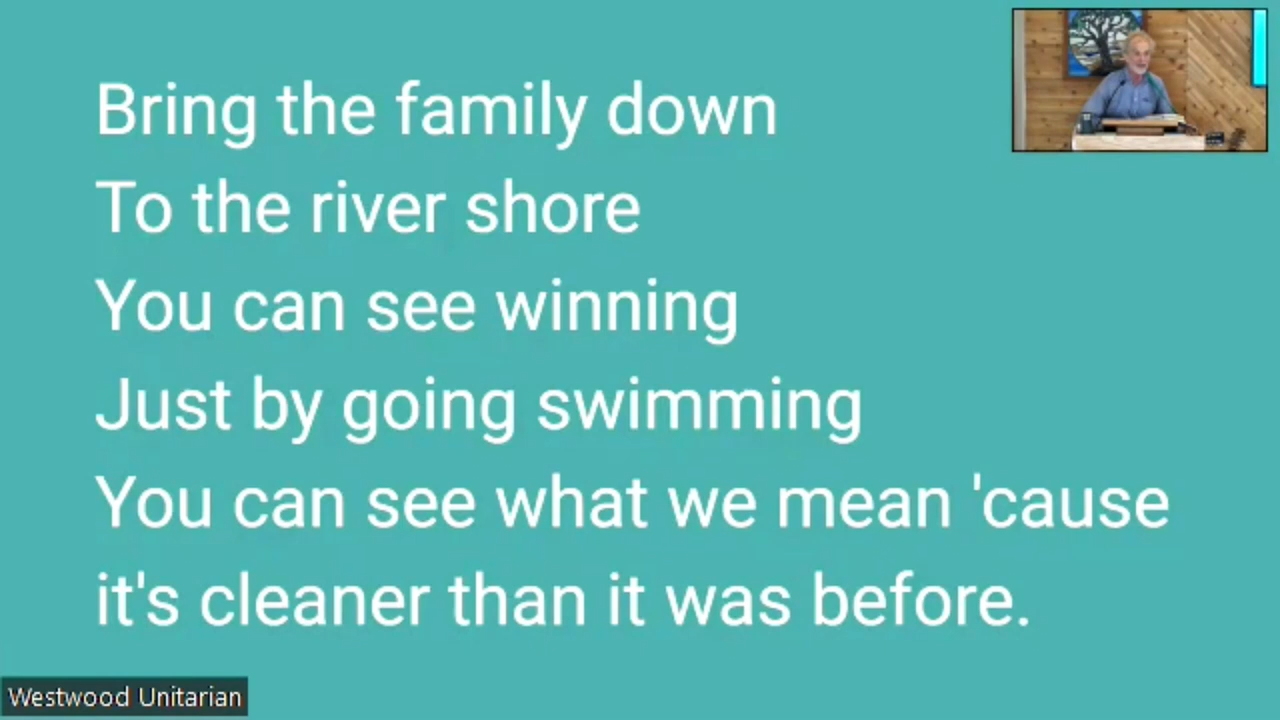 Bring the family down
To the river shore
You can see winning
Just by going swimming
You can see what we mean 'cause
it's cleaner than it was before.
Westwood Unitarian